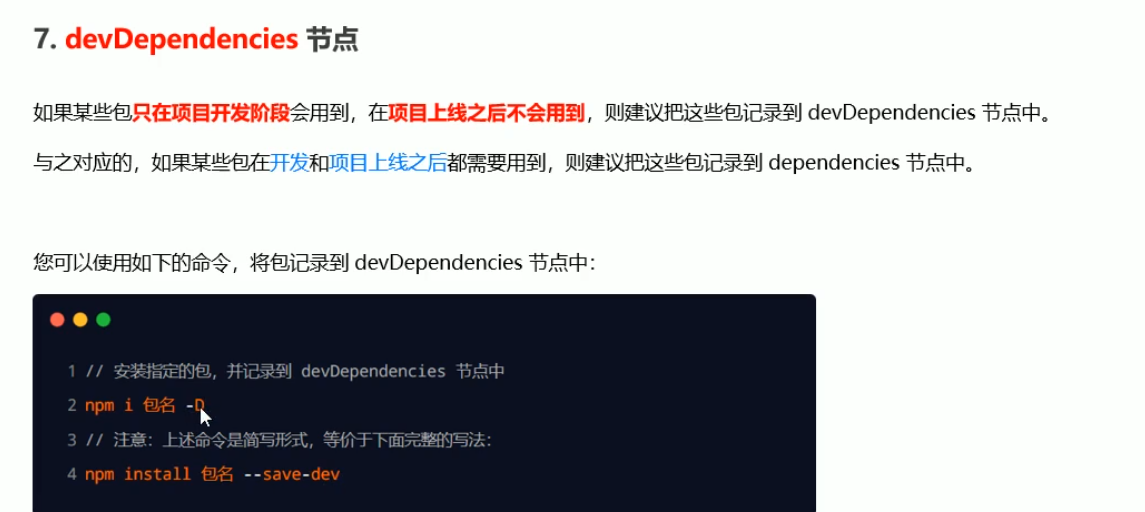 7. devDependencies 节点
如果某些包只在项目开发阶段会用到，在项目上线之后不会用到，则建议把这些包记录到 devDependencies 节点中。
与之对应的，如果某些包在开发和项目上线之后都需要用到，则建议把这些包记录到 dependencies 节点中。
您可以使用如下的命令，将包记录到 devDependencies 节点中：
1 // 安装指定的包，并记录到 devDependencies 节点中
2 npm i 包名 -D
3 // 注意：上述命令是简写形式，等价于下面完整的写法：
4 npm install 包名 --save-dev